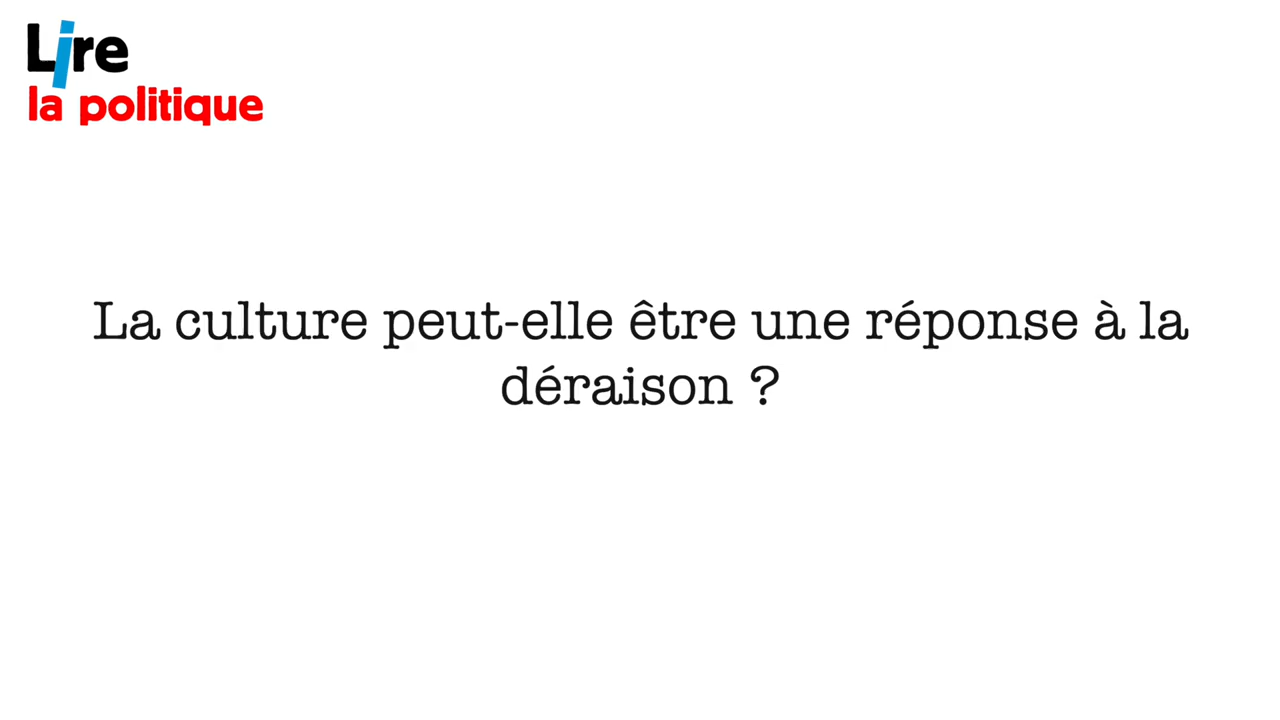 Lire
la politique
La culture peut-elle être une réponse à la
déraison ?